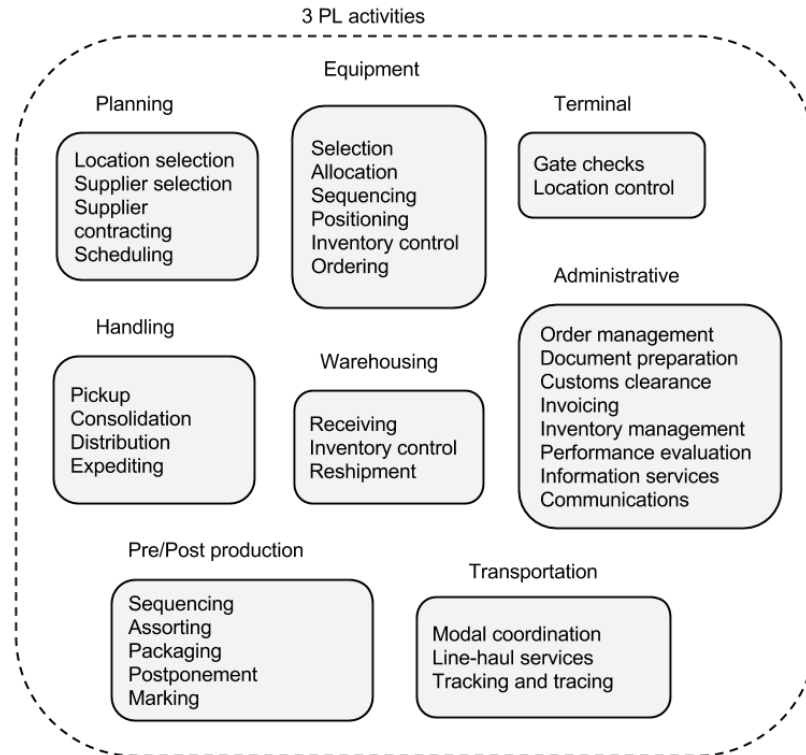 3 PL activities
Equipment
Planning
Terminal
Location selection
Supplier selection
Supplier
contracting
Scheduling
Selection
Allocation
Sequencing
Positioning
Inventory control
Ordering
Gate checks
Location control
Administrative
Handling
Warehousing
Order management
Document preparation
Customs clearance
Invoicing
Inventory management
Performance evaluation
Information services
Communications
Pickup
Consolidation
Distribution
Expediting
Receiving
Inventory control
Reshipment
Pre/Post production
Transportation
Sequencing
Assorting
Packaging
Postponement
Marking
Modal coordination
Line-haul services
Tracking and tracing